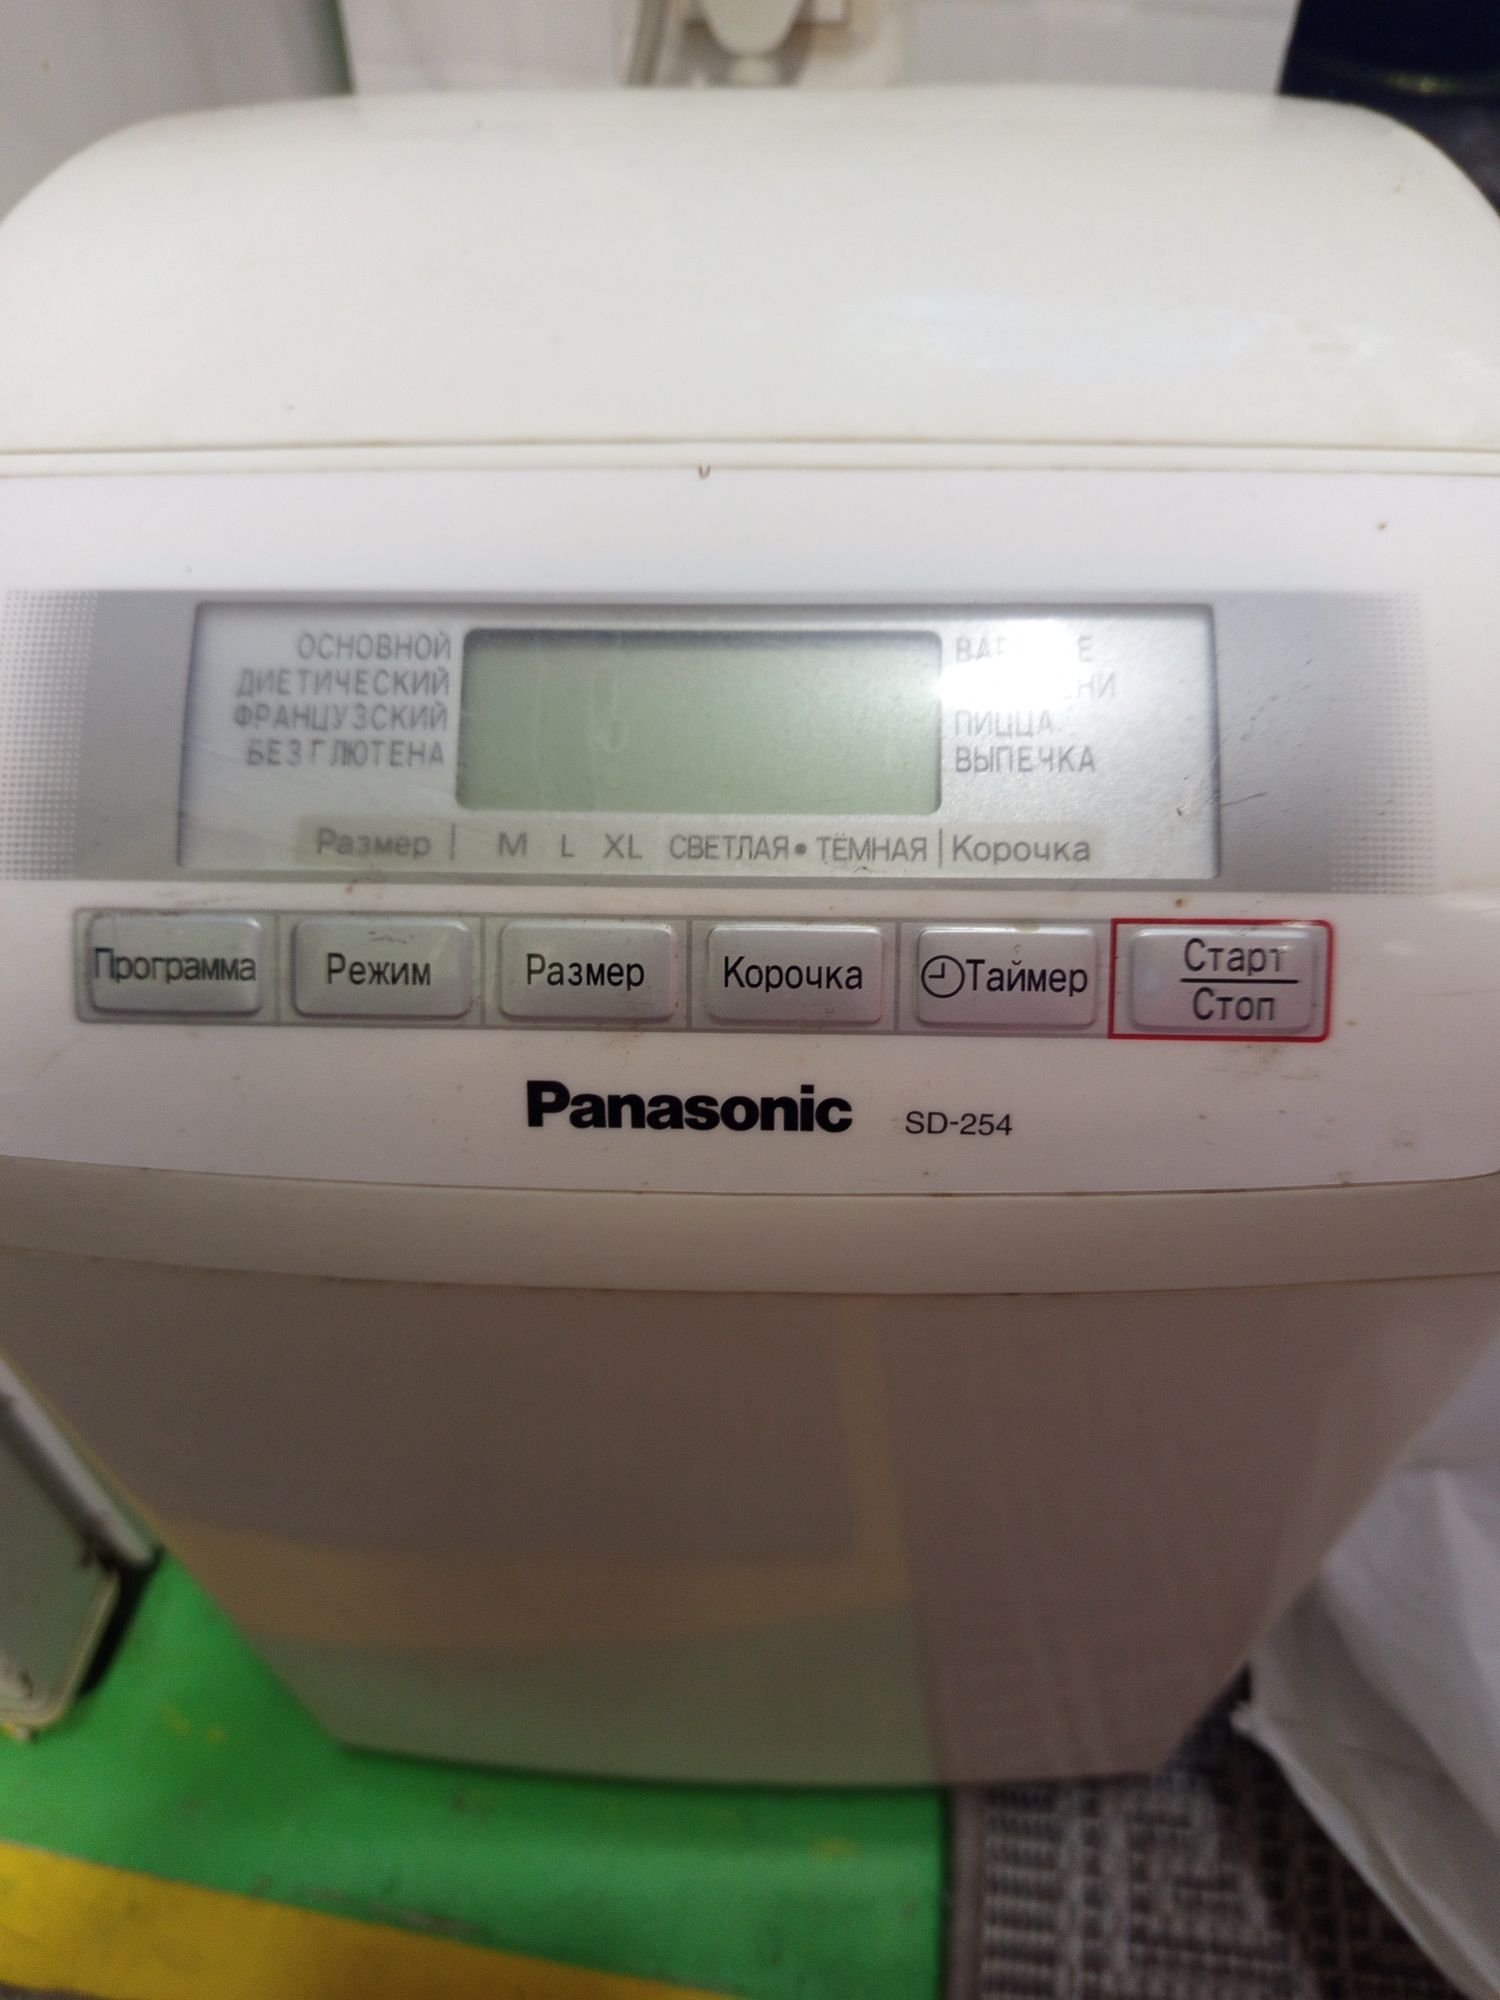 ОСНОВНОЙ
ДИЕТИЧЕСКИЙ
ФРАНЦУЗСКИЙ
БЕЗ ГЛЮТЕНА
ПИЦЦА
ВЫПЕЧКА
Размер | M L XL СВЕТЛАЯ • ТЁМНАЯ | Корочка
Программа
Режим
Размер
Корочка
Таймер
Старт
Стоп
Panasonic SD-254